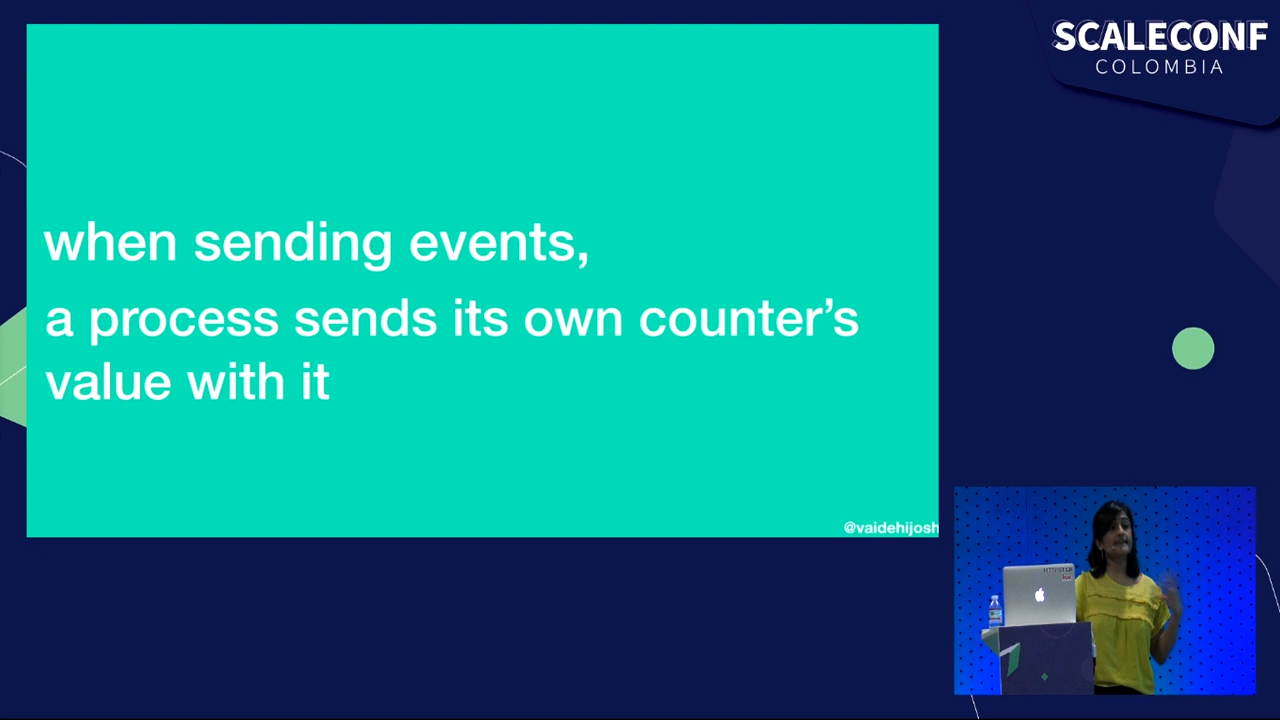 SCALECONF
COLOMBIA
when sending events,
a process sends its own counter’s
value with it
@vaidehijosh